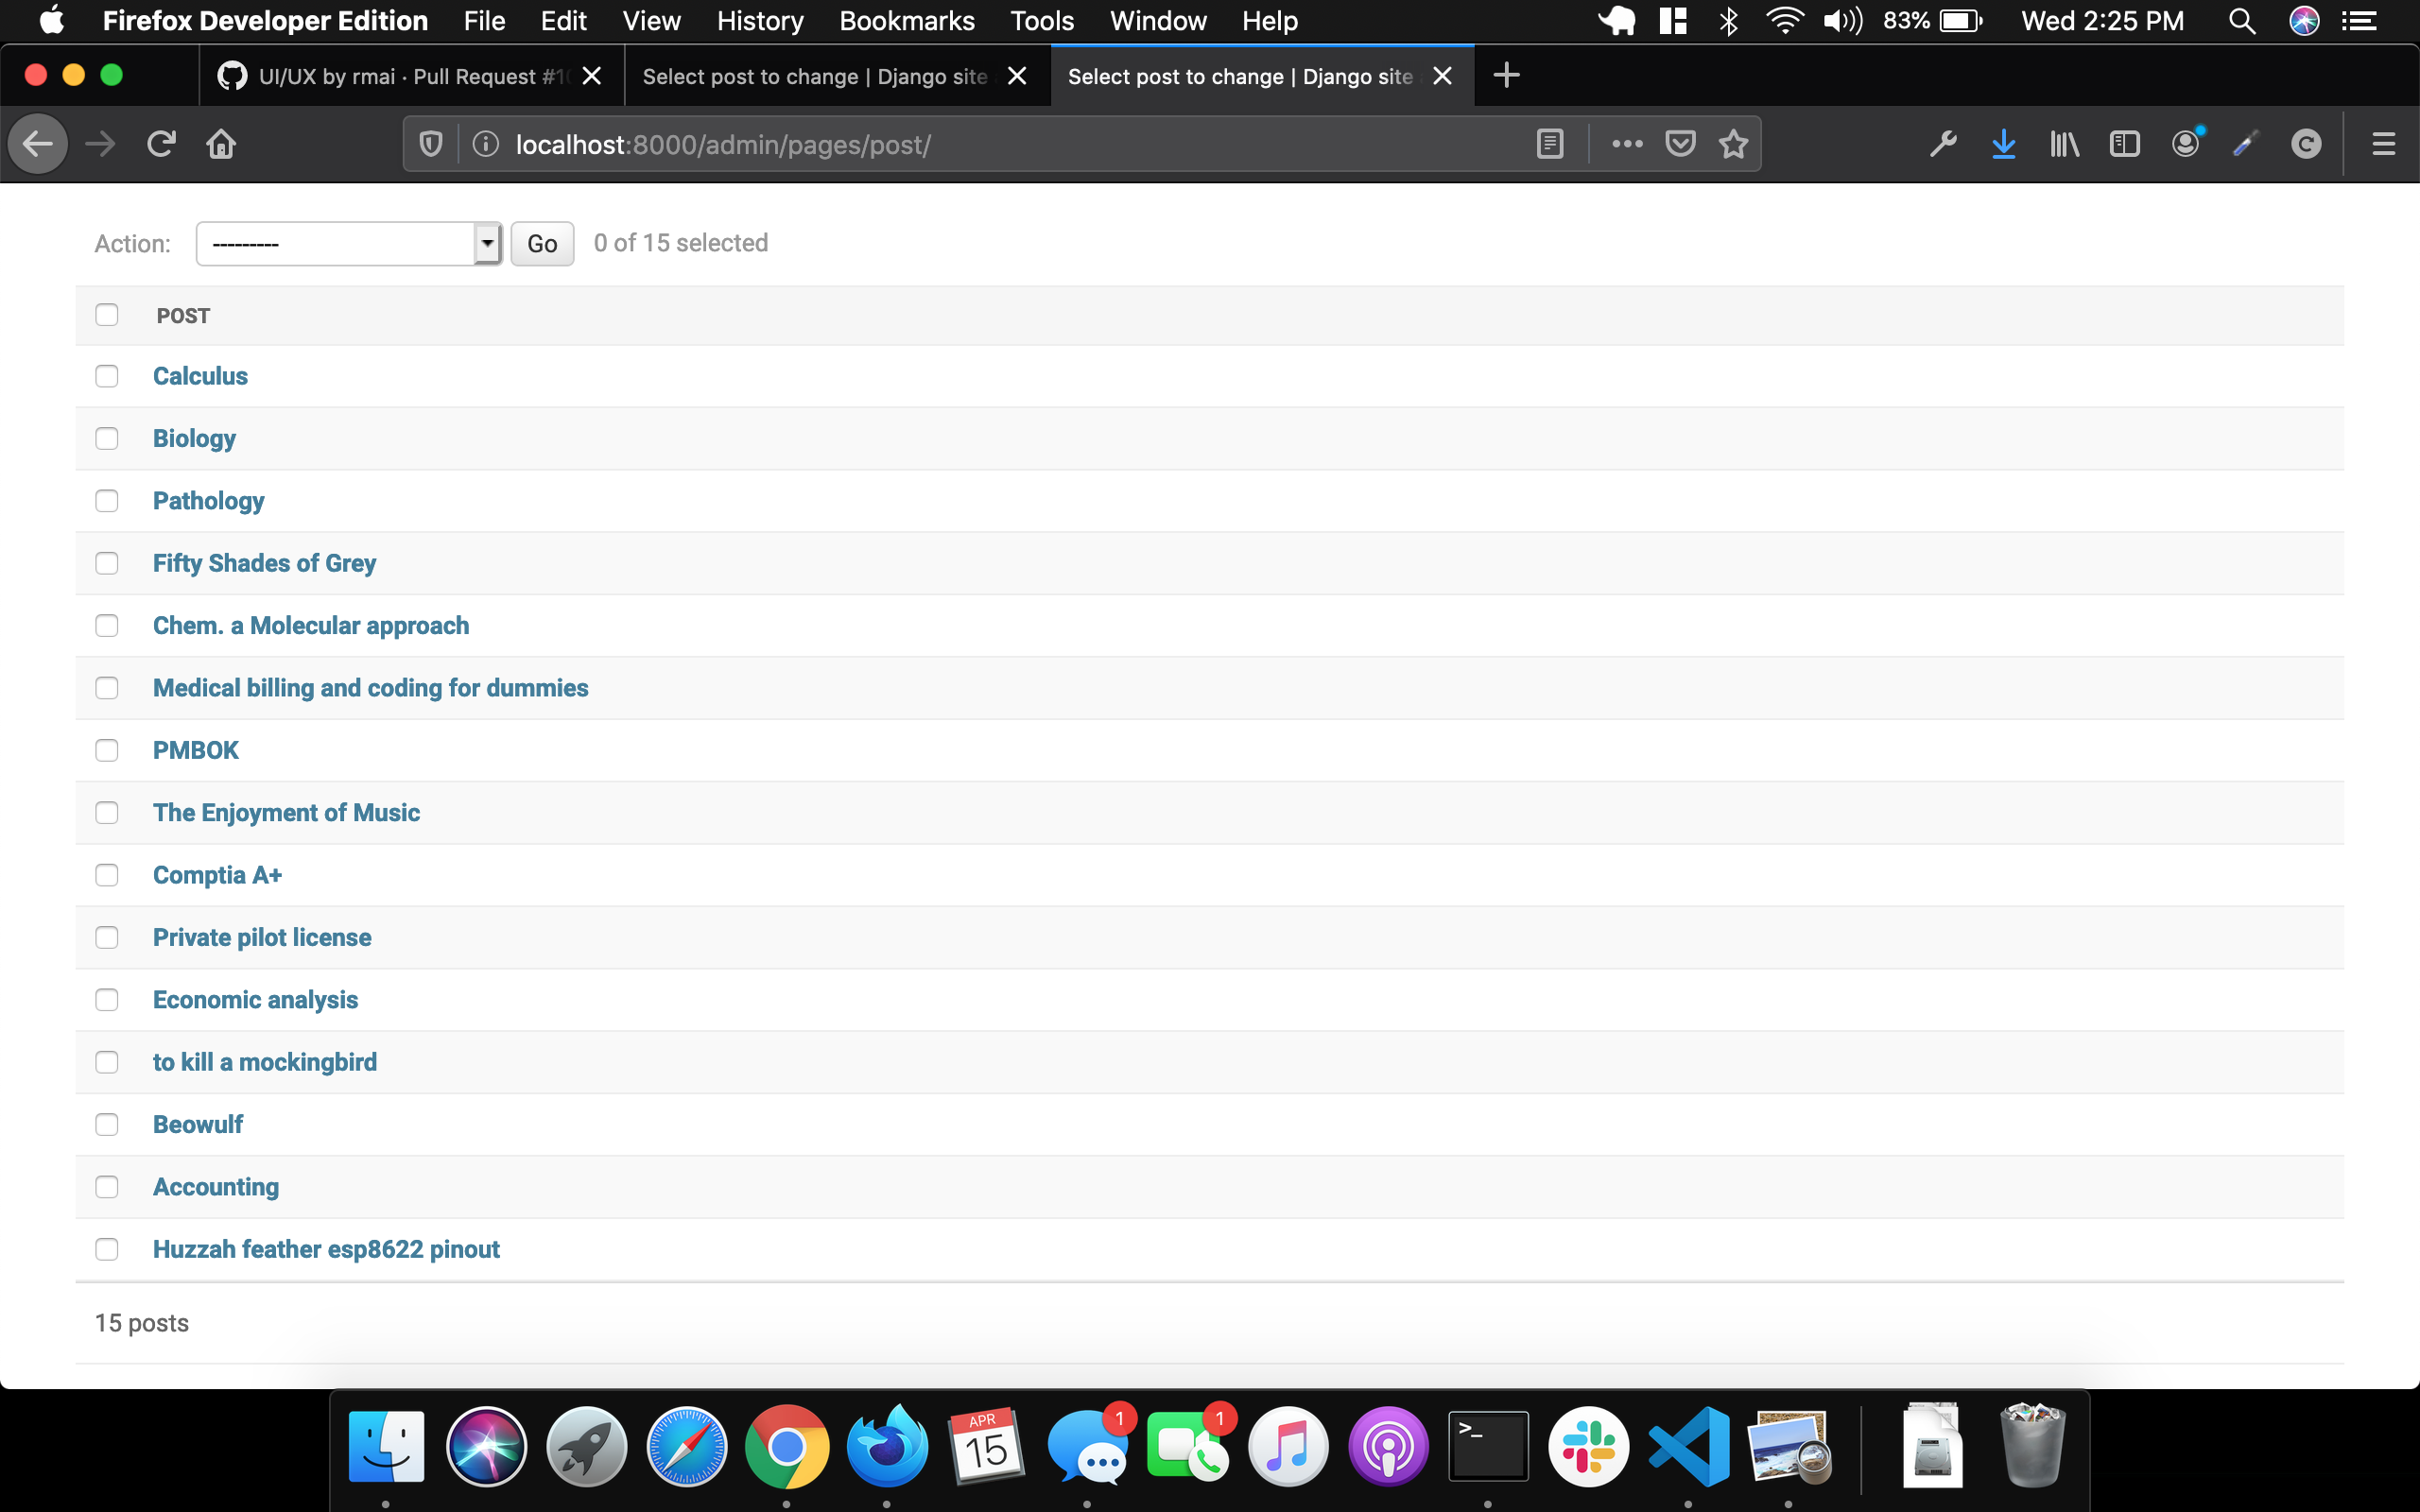 Firefox Developer Edition File Edit View History Bookmarks Tools Window Help 83% Wed 2:25 PM
UI/UX by rmai · Pull Request #10 Select post to change | Django site Select post to change | Django site
localhost:8000/admin/pages/post/
Action: --------- Go 0 of 15 selected
POST
Calculus
Biology
Pathology
Fifty Shades of Grey
Chem. a Molecular approach
Medical billing and coding for dummies
PMBOK
The Enjoyment of Music
Comptia A+
Private pilot license
Economic analysis
to kill a mockingbird
Beowulf
Accounting
Huzzah feather esp8622 pinout
15 posts
APR
15
1
1
>_